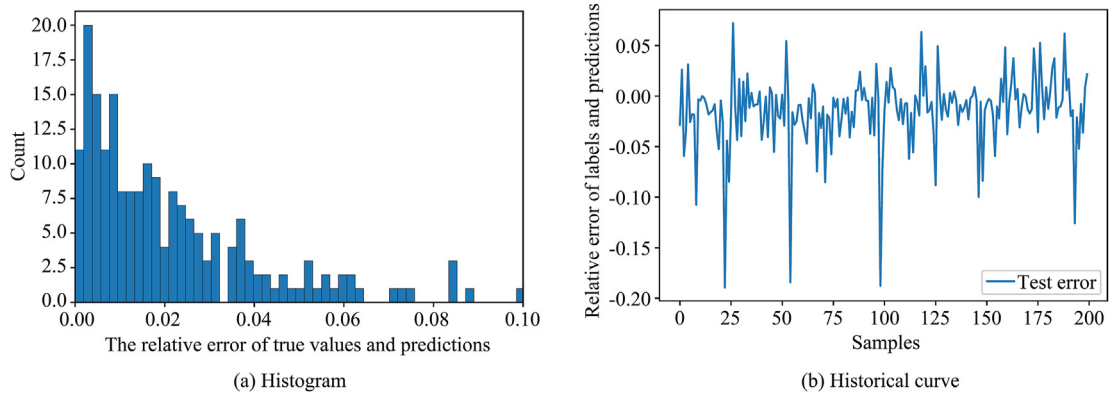 20.0
17.5
15.0
12.5
10.0
7.5
5.0
2.5
0.0
Count
0.00 0.02 0.04 0.06 0.08 0.10
The relative error of true values and predictions
(a) Histogram
Relative error of labels and predictions
0.05
0.00
-0.05
-0.10
-0.15
-0.20
Test error
0 25 50 75 100 125 150 175 200
Samples
(b) Historical curve